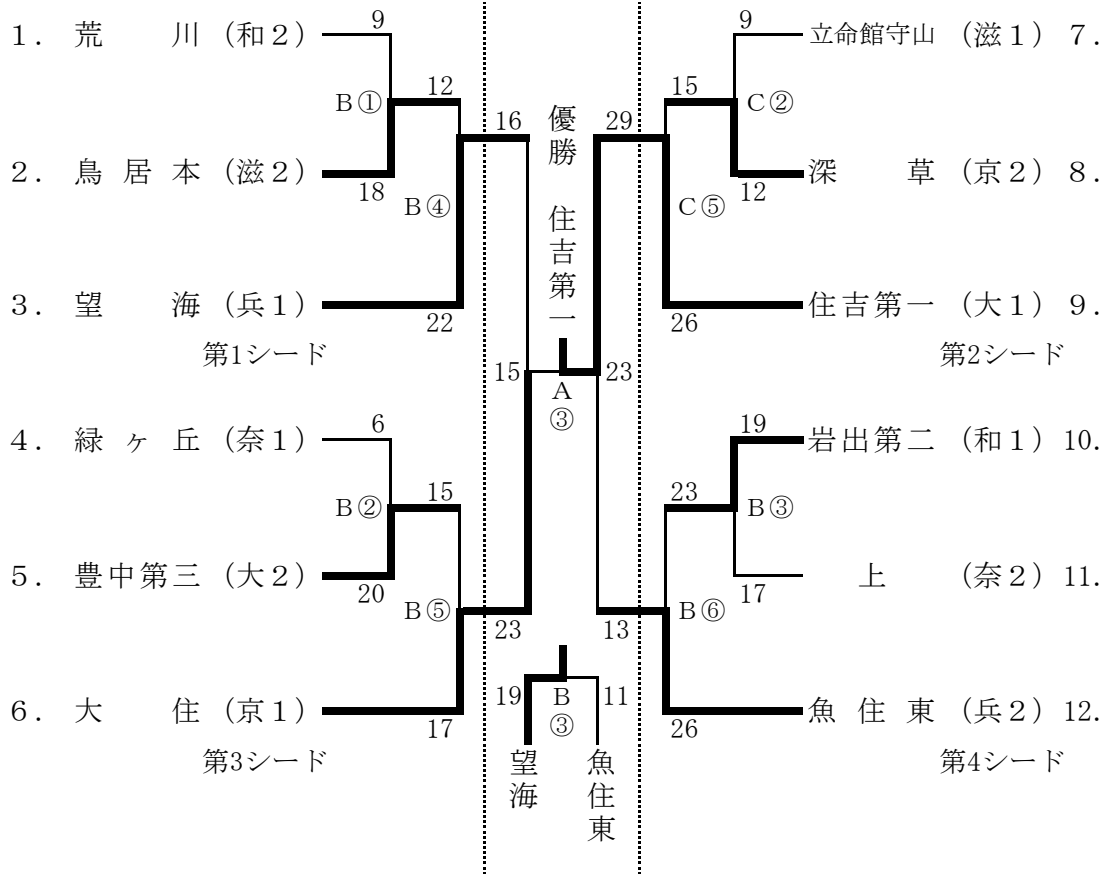 1． 荒川 （和2） 9
B① 12
2． 鳥居本 （滋2） 18
B④ 16
3． 望海 （兵1） 22
第1シード
15
4． 緑ヶ丘 （奈1） 6
B② 15
5． 豊中第三 （大2） 20
B⑤ 23
6． 大住 （京1） 17
第3シード
優勝 住吉第一
A
③
19 B 11
③
望海
魚住東
9 立命館守山 （滋1） 7．
15 C②
12 深草 （京2） 8．
29 C⑤
26 住吉第一 （大1） 9．
第2シード
23
19 岩出第二 （和1） 10．
23 B③
17 上 （奈2） 11．
13 B⑥
26 魚住東 （兵2） 12．
第4シード